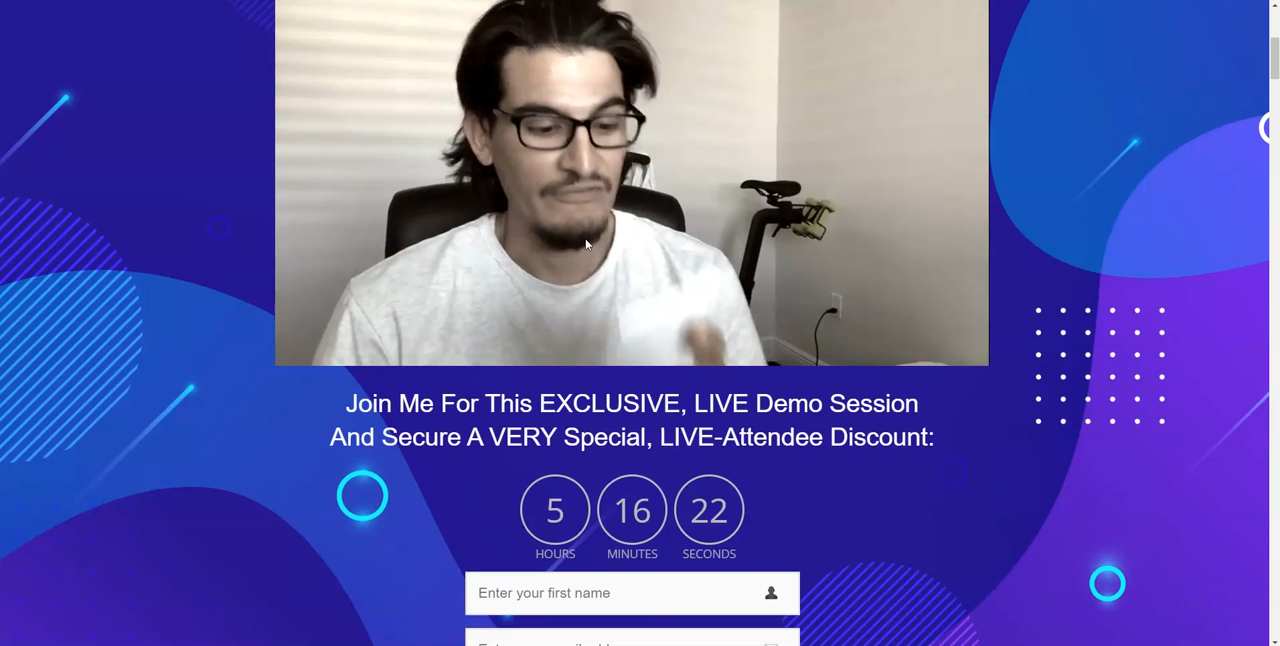 Join Me For This EXCLUSIVE, LIVE Demo Session
And Secure A VERY Special, LIVE-Attendee Discount:
5 16 22
HOURS MINUTES SECONDS
Enter your first name